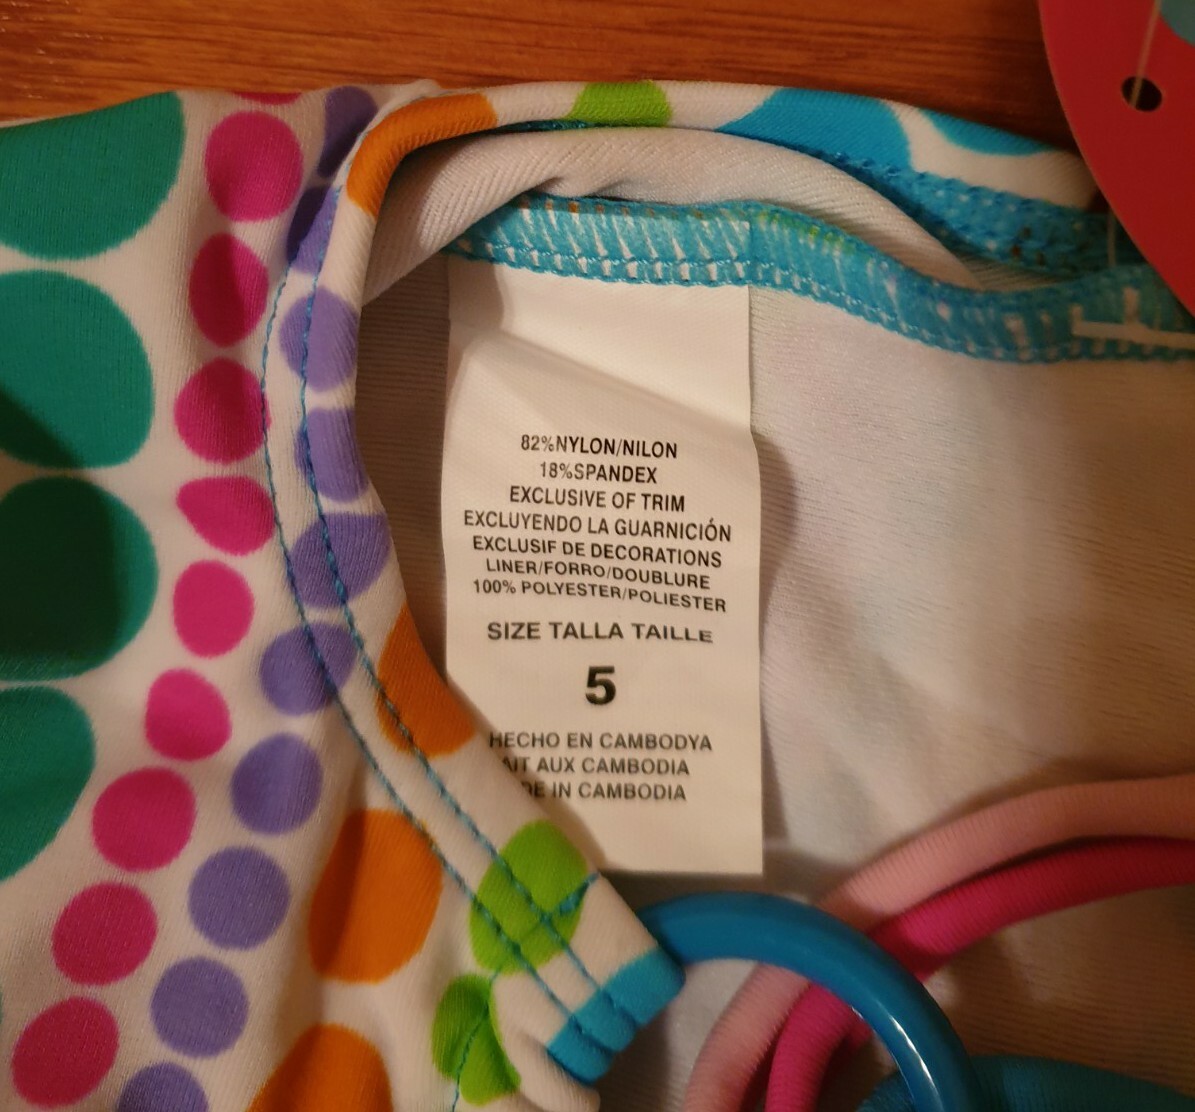 82%NYLON/NILON
18%SPANDEX
EXCLUSIVE OF TRIM
EXCLUYENDO LA GUARNICIÓN
EXCLUSIF DE DECORATIONS
LINER/FORRO/DOUBLURE
100% POLYESTER/POLIESTER
SIZE TALLA TAILLE
5
HECHO EN CAMBODYA
AIT AUX CAMBODIA
DE IN CAMBODIA